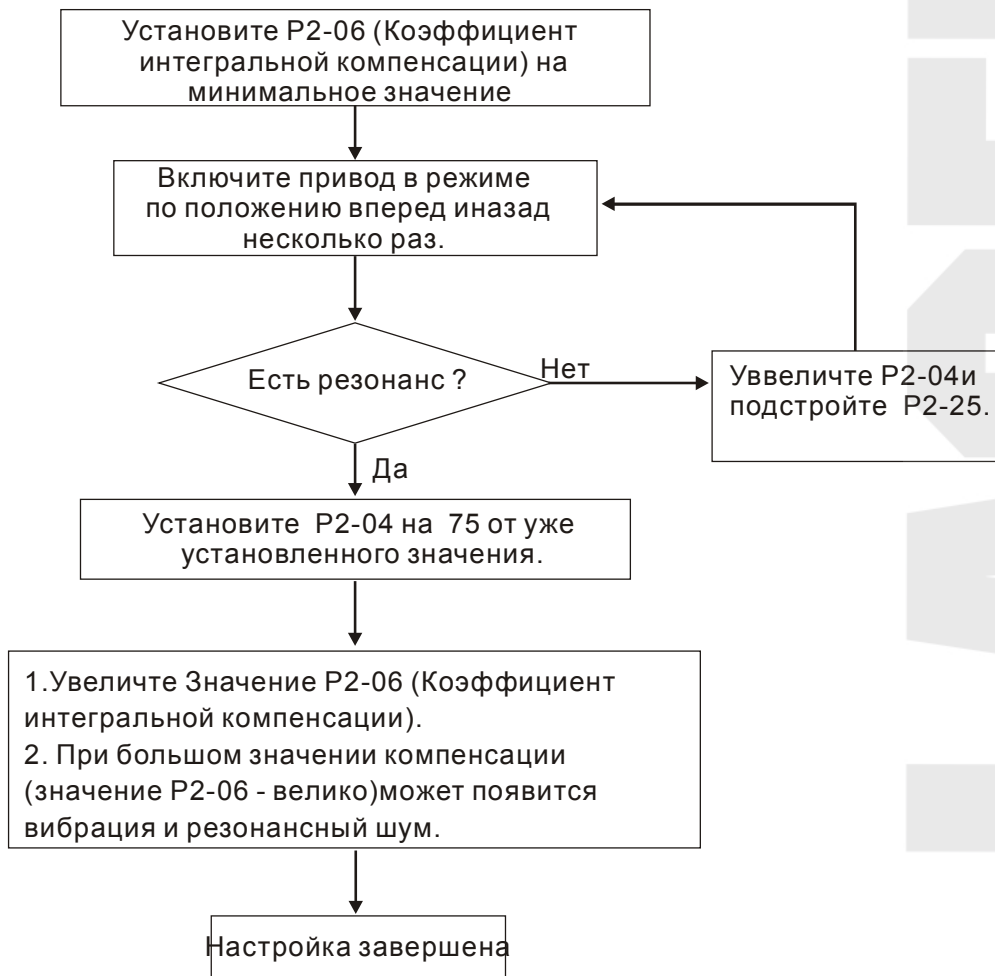 Установите P2-06 (Коэффициент
интегральной компенсации) на
минимальное значение
Включите привод в режиме
по положению вперед иназад
несколько раз.
Есть резонанс ?
Нет
Уввеличте P2-04и
подстройте P2-25.
Да
Установите P2-04 на 75 от уже
установленного значения.
1.Увеличте Значение P2-06 (Коэффициент
интегральной компенсации).
2. При большом значении компенсации
(значение P2-06 - велико)может появится
вибрация и резонансный шум.
Настройка завершена